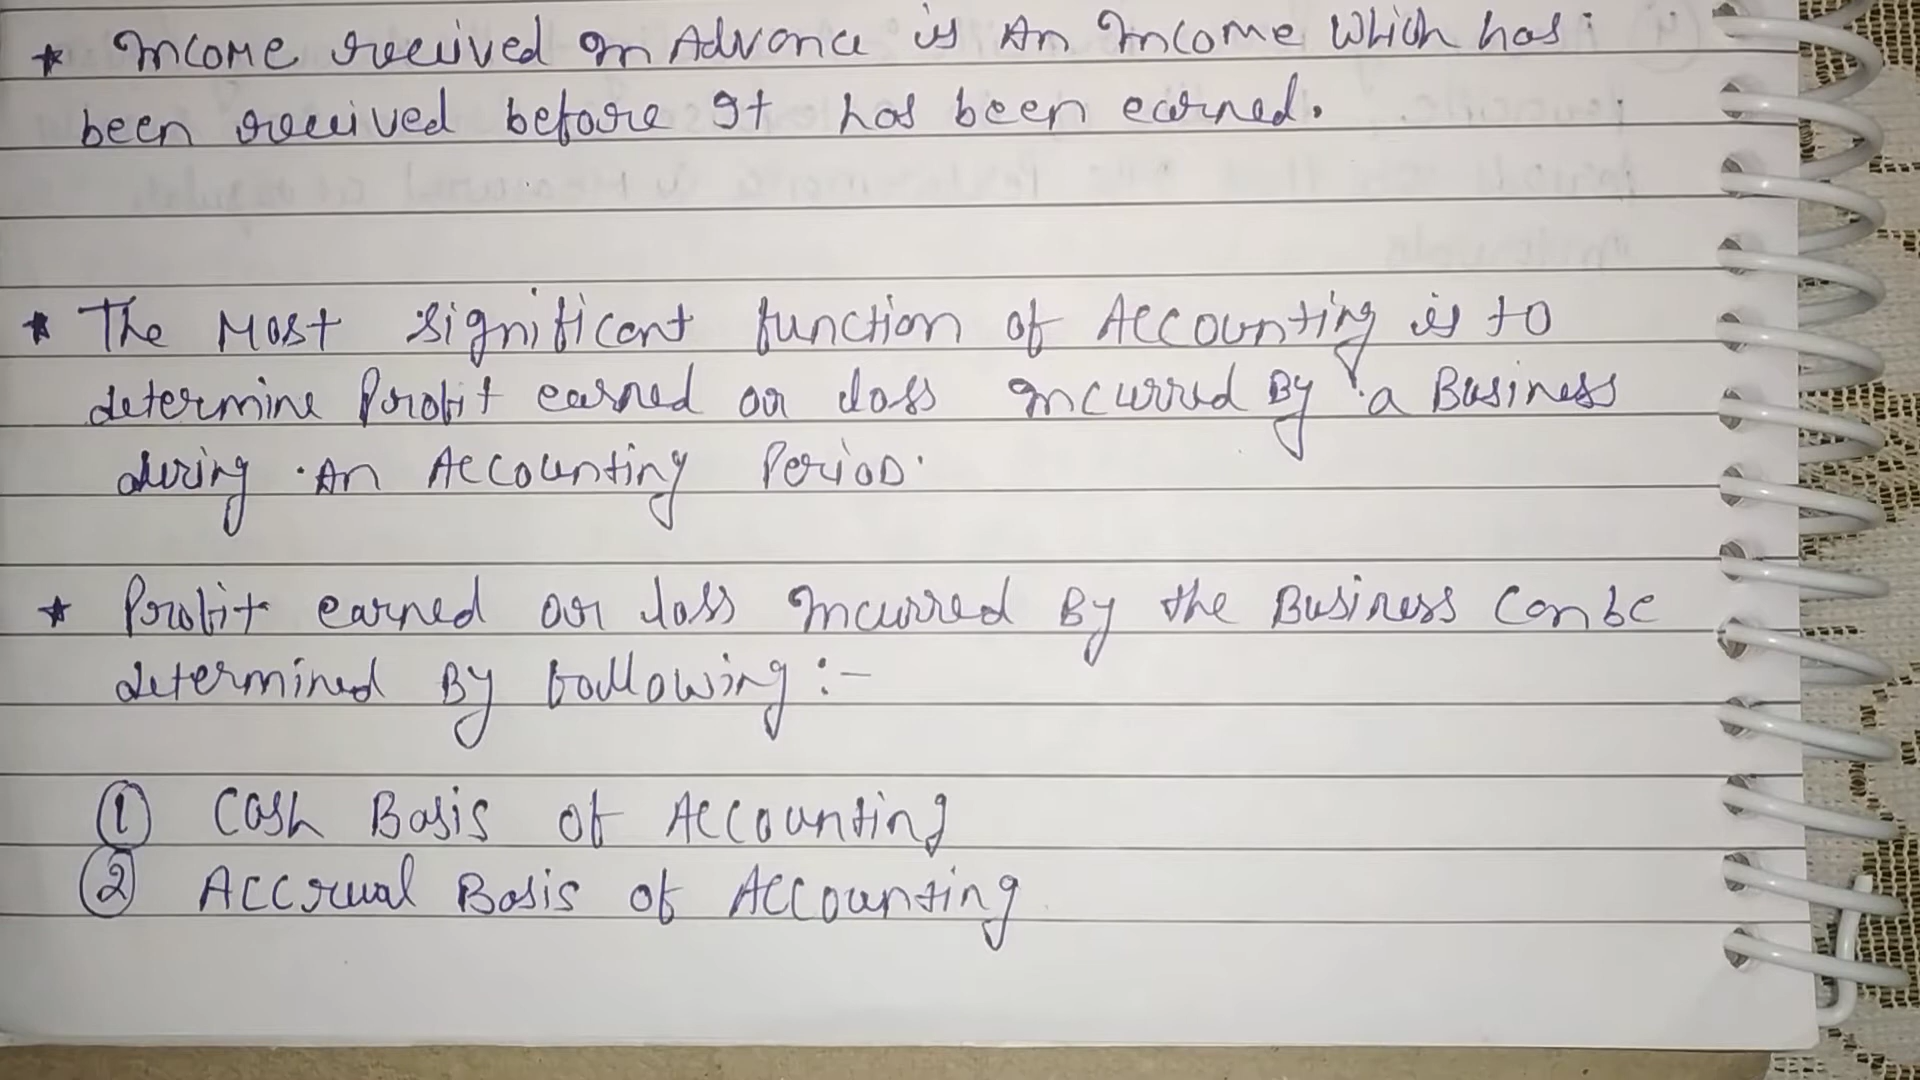 * Income received In Advance is An Income Which has
been received before It has been earned.
* The Most significant function of Accounting is to
determine Profit earned or loss Incurred By a Business
during An Accounting Period.
* Profit earned or loss Incurred By the Business Can be
determined By following :-
① Cash Basis of Accounting
② Accrual Basis of Accounting